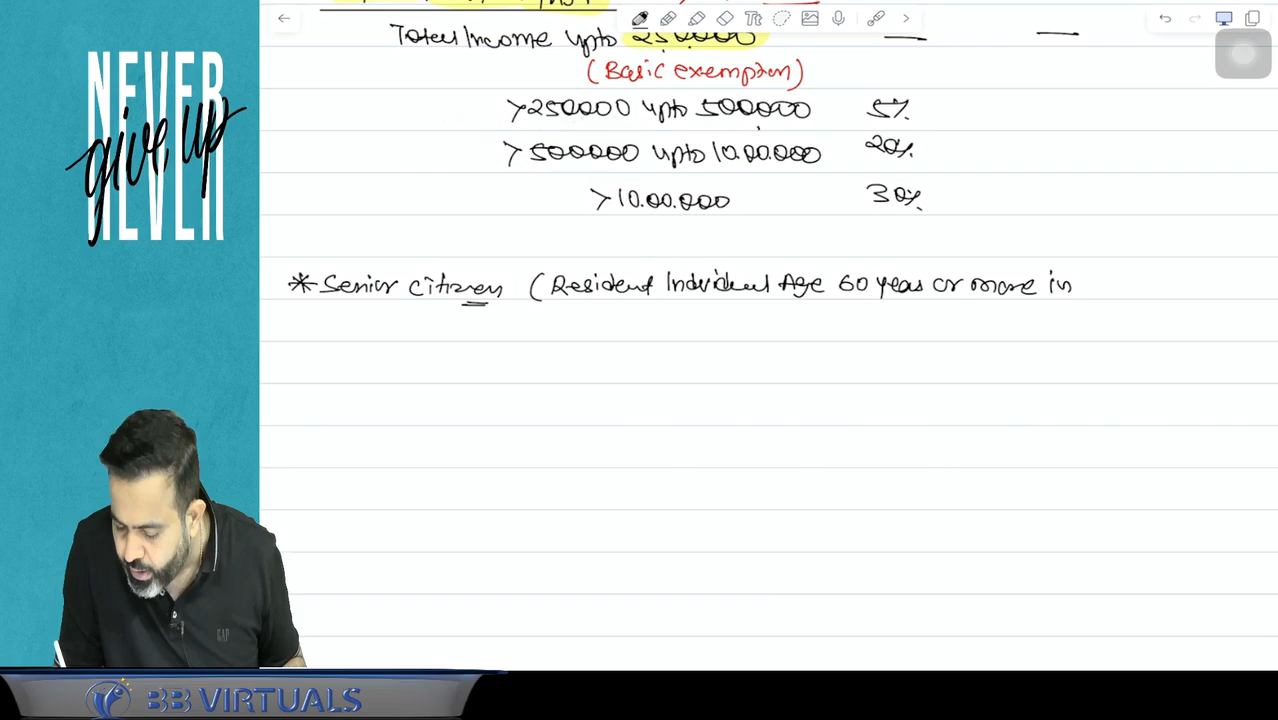 NEVER
give up
NEVER
Total Income upto 250000
(Basic exemption)
>250000 upto 500000 5%
>500000 upto 10.00.000 20%
>10.00.000 30%
*Senior citizen (Resident Individual Age 60 years or more in
GAP
BB VIRTUALS